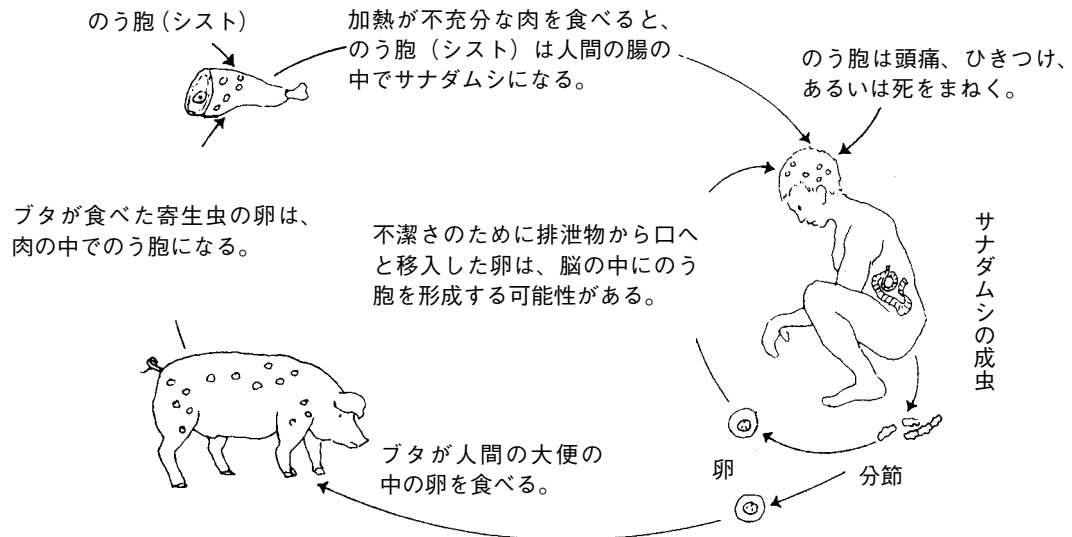 のう胞（シスト）
加熱が不充分な肉を食べると、
のう胞（シスト）は人間の腸の
中でサナダムシになる。
のう胞は頭痛、ひきつけ、
あるいは死をまねく。
ブタが食べた寄生虫の卵は、
肉の中でのう胞になる。
不潔さのために排泄物から口へ
と移入した卵は、脳の中にのう
胞を形成する可能性がある。
サナダムシの成虫
ブタが人間の大便の
中の卵を食べる。
卵
分節